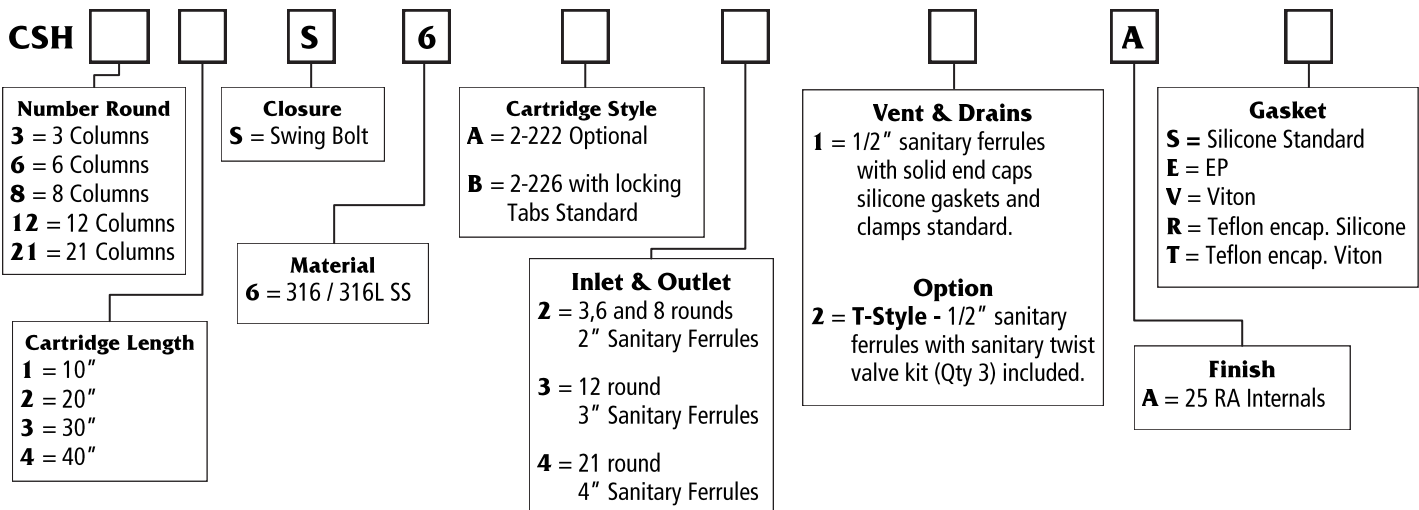 CSH S 6 A
Number Round
3 = 3 Columns
6 = 6 Columns
8 = 8 Columns
12 = 12 Columns
21 = 21 Columns
Cartridge Length
1 = 10″
2 = 20″
3 = 30″
4 = 40″
Closure
S = Swing Bolt
Material
6 = 316 / 316L SS
Cartridge Style
A = 2-222 Optional
B = 2-226 with locking
Tabs Standard
Inlet & Outlet
2 = 3,6 and 8 rounds
2″ Sanitary Ferrules
3 = 12 round
3″ Sanitary Ferrules
4 = 21 round
4″ Sanitary Ferrules
Vent & Drains
1 = 1/2″ sanitary ferrules
with solid end caps
silicone gaskets and
clamps standard.
Option
2 = T-Style - 1/2″ sanitary
ferrules with sanitary twist
valve kit (Qty 3) included.
Finish
A = 25 RA Internals
Gasket
S = Silicone Standard
E = EP
V = Viton
R = Teflon encap. Silicone
T = Teflon encap. Viton